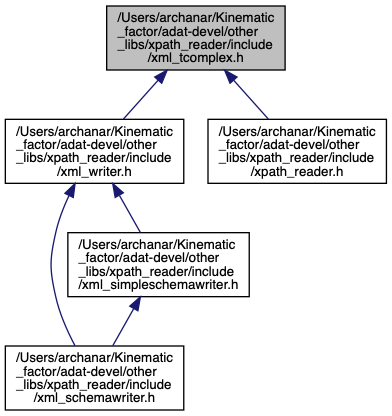 /Users/archanar/Kinematic
_factor/adat-devel/other
_libs/xpath_reader/include
/xml_tcomplex.h
/Users/archanar/Kinematic
_factor/adat-devel/other
_libs/xpath_reader/include
/xml_writer.h
/Users/archanar/Kinematic
_factor/adat-devel/other
_libs/xpath_reader/include
/xpath_reader.h
/Users/archanar/Kinematic
_factor/adat-devel/other
_libs/xpath_reader/include
/xml_simpleschemawriter.h
/Users/archanar/Kinematic
_factor/adat-devel/other
_libs/xpath_reader/include
/xml_schemawriter.h